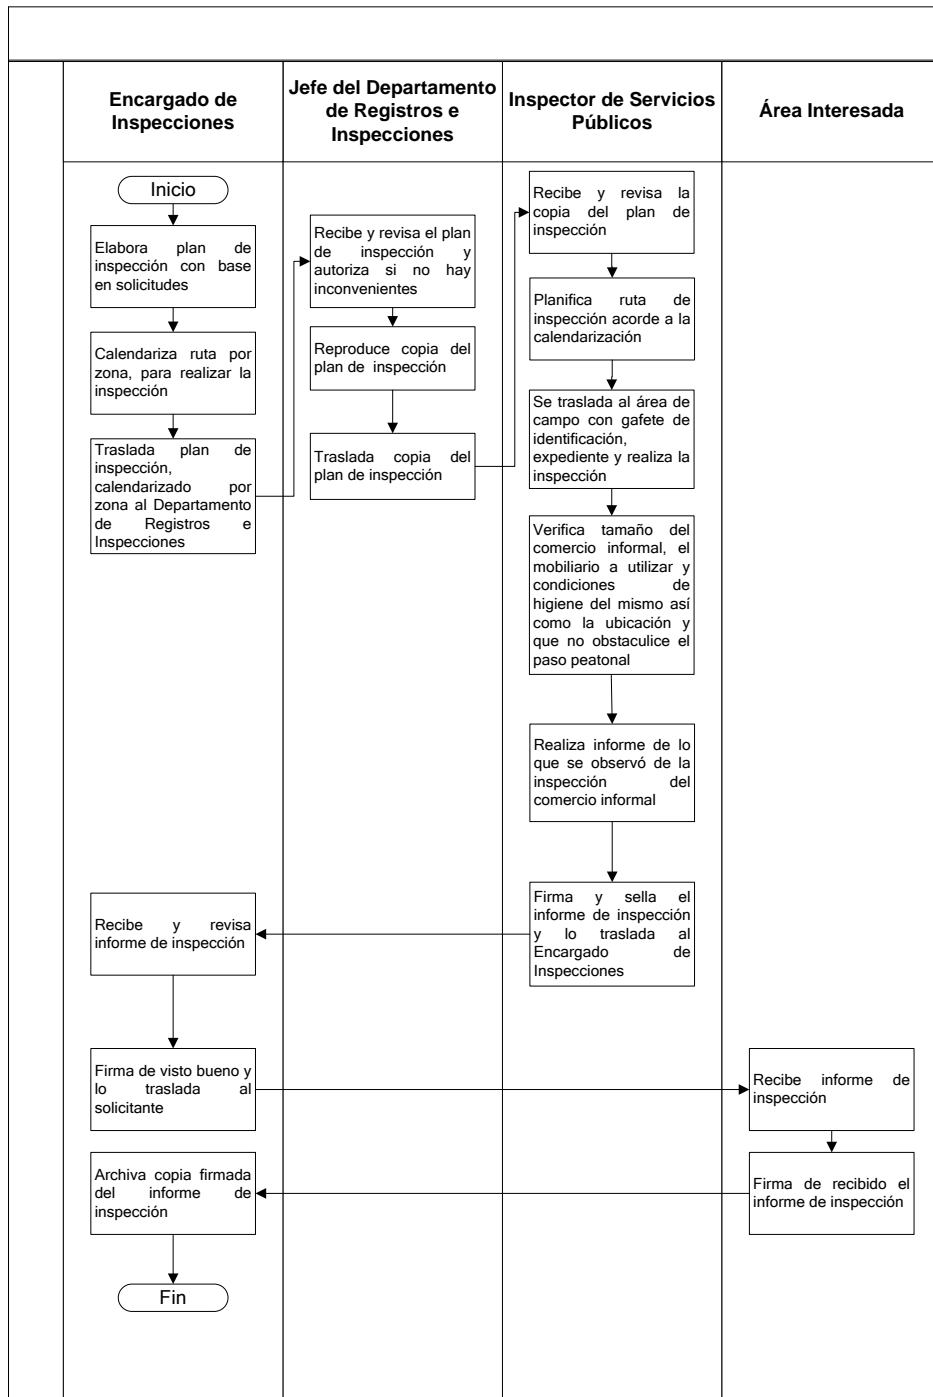 Encargado de
Inspecciones
Jefe del Departamento
de Registros e
Inspecciones
Inspector de Servicios
Públicos
Área Interesada
Inicio
Elabora plan de
inspección con base
en solicitudes
Calendariza ruta por
zona, para realizar la
inspección
Traslada plan de
inspección,
calendarizado por
zona al Departamento
de Registros e
Inspecciones
Recibe y revisa el plan
de inspección y
autoriza si no hay
inconvenientes
Reproduce copia del
plan de inspección
Traslada copia del
plan de inspección
Recibe y revisa la
copia del plan de
inspección
Planifica ruta de
inspección acorde a la
calendarización
Se traslada al área de
campo con gafete de
identificación,
expediente y realiza la
inspección
Verifica tamaño del
comercio informal, el
mobiliario a utilizar y
condiciones de
higiene del mismo así
como la ubicación y
que no obstaculice el
paso peatonal
Realiza informe de lo
que se observó de la
inspección del
comercio informal
Firma y sella el
informe de inspección
y lo traslada al
Encargado de
Inspecciones
Recibe y revisa
informe de inspección
Firma de visto bueno y
lo traslada al
solicitante
Recibe informe de
inspección
Firma de recibido el
informe de inspección
Archiva copia firmada
del informe de
inspección
Fin